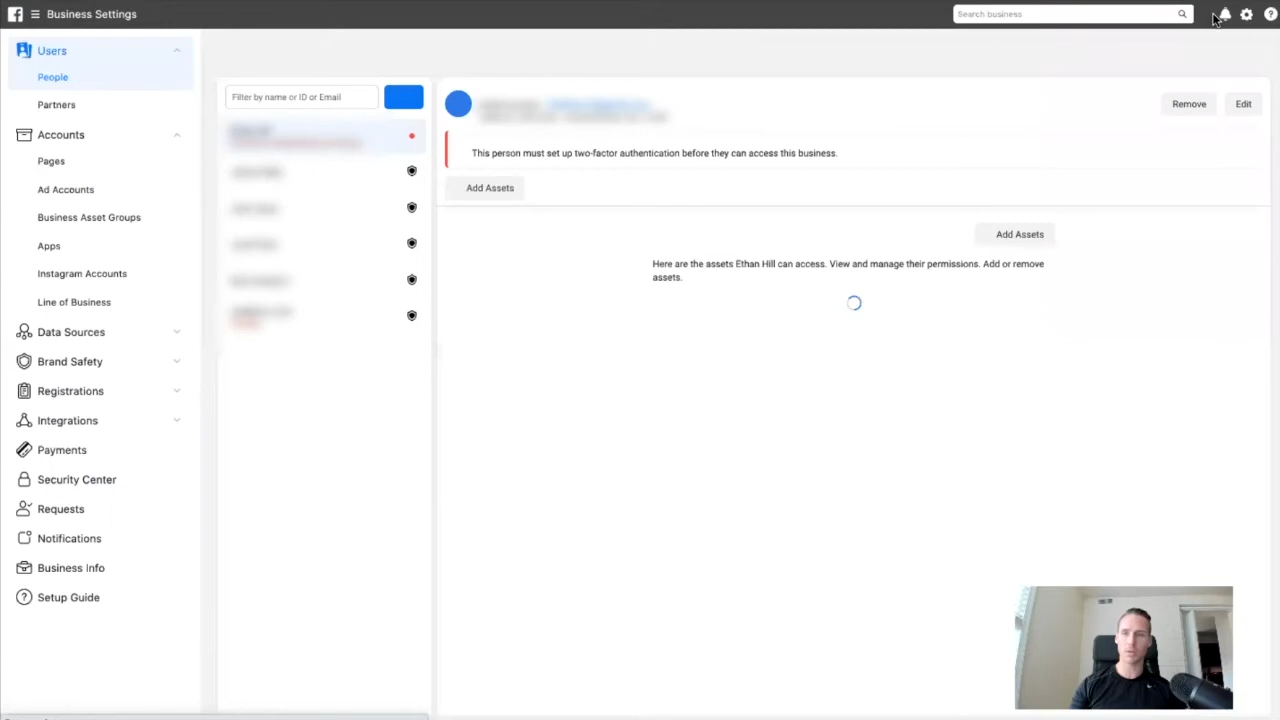 Business Settings
Search business
Users
People
Partners
Accounts
Pages
Ad Accounts
Business Asset Groups
Apps
Instagram Accounts
Line of Business
Data Sources
Brand Safety
Registrations
Integrations
Payments
Security Center
Requests
Notifications
Business Info
Setup Guide
Filter by name or ID or Email
Remove
Edit
This person must set up two-factor authentication before they can access this business.
Add Assets
Add Assets
Here are the assets Ethan Hill can access. View and manage their permissions. Add or remove
assets.